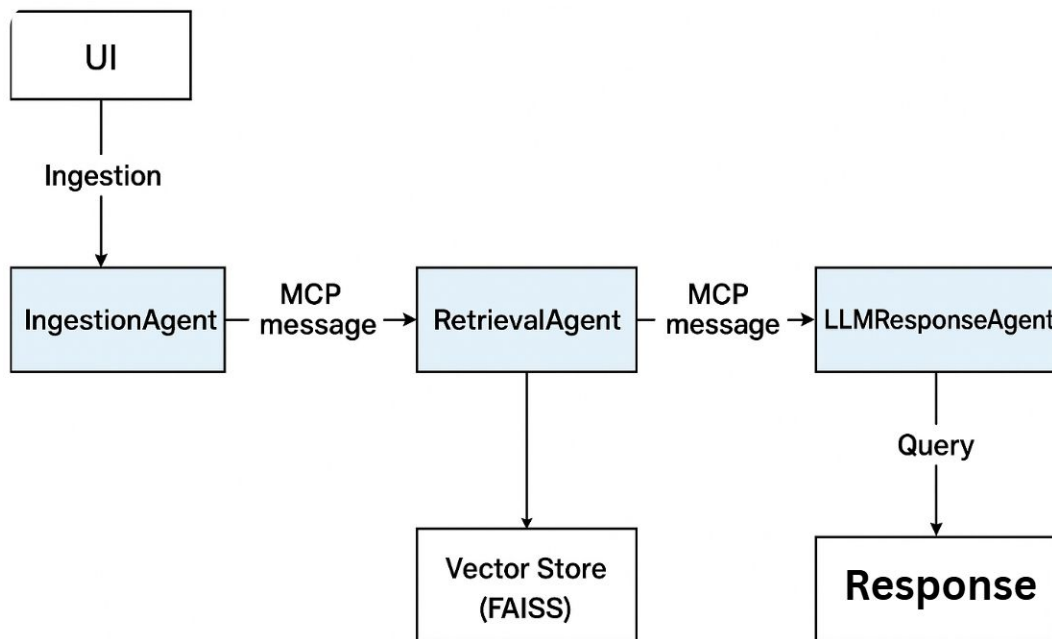 UI
Ingestion
IngestionAgent
MCP
message
RetrievalAgent
MCP
message
LLMResponseAgent
Query
Vector Store
(FAISS)
Response